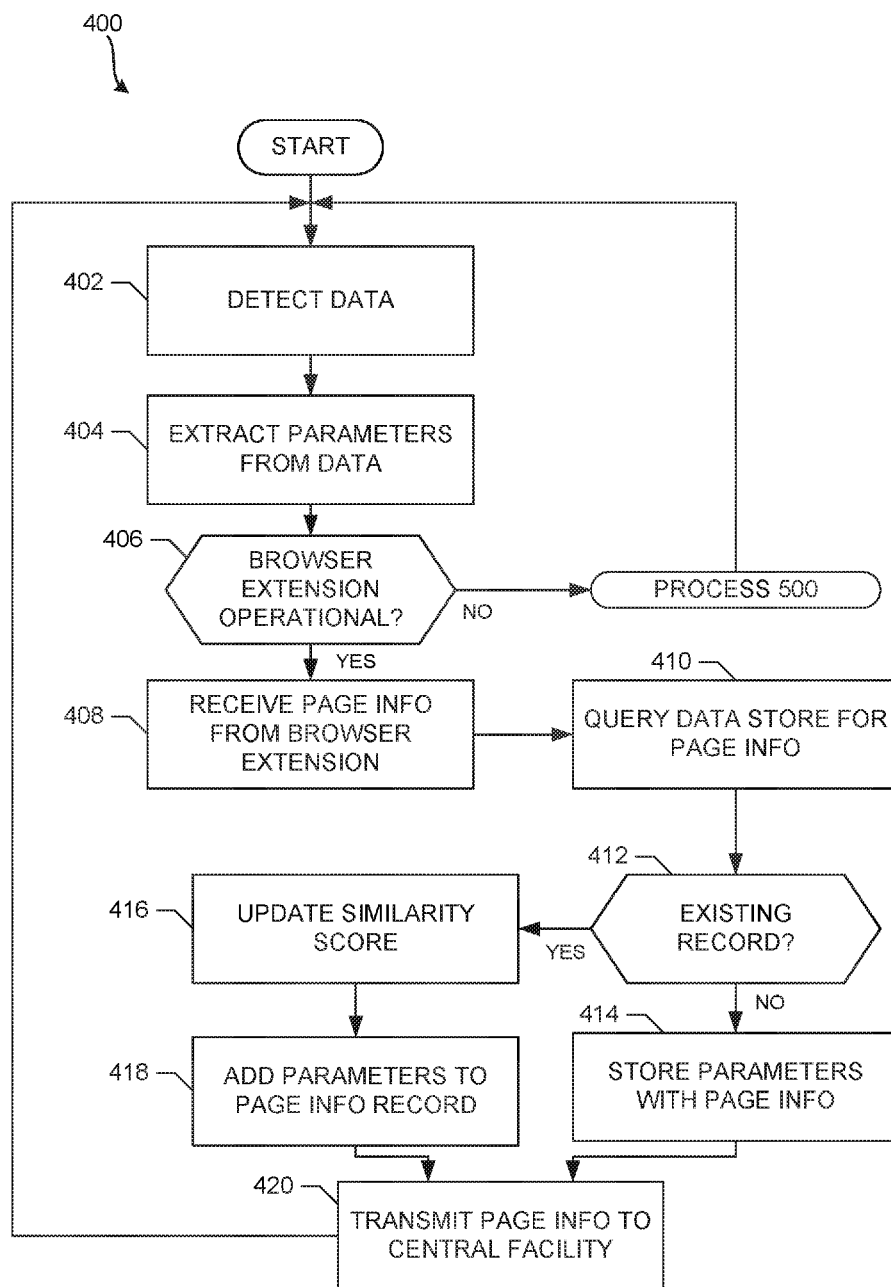 400
START
402
DETECT DATA
404
EXTRACT PARAMETERS
FROM DATA
406
BROWSER
EXTENSION
OPERATIONAL?
NO
PROCESS 500
YES
408
RECEIVE PAGE INFO
FROM BROWSER
EXTENSION
410
QUERY DATA STORE FOR
PAGE INFO
412
EXISTING
RECORD?
YES
416
UPDATE SIMILARITY
SCORE
NO
414
STORE PARAMETERS
WITH PAGE INFO
418
ADD PARAMETERS TO
PAGE INFO RECORD
420
TRANSMIT PAGE INFO TO
CENTRAL FACILITY